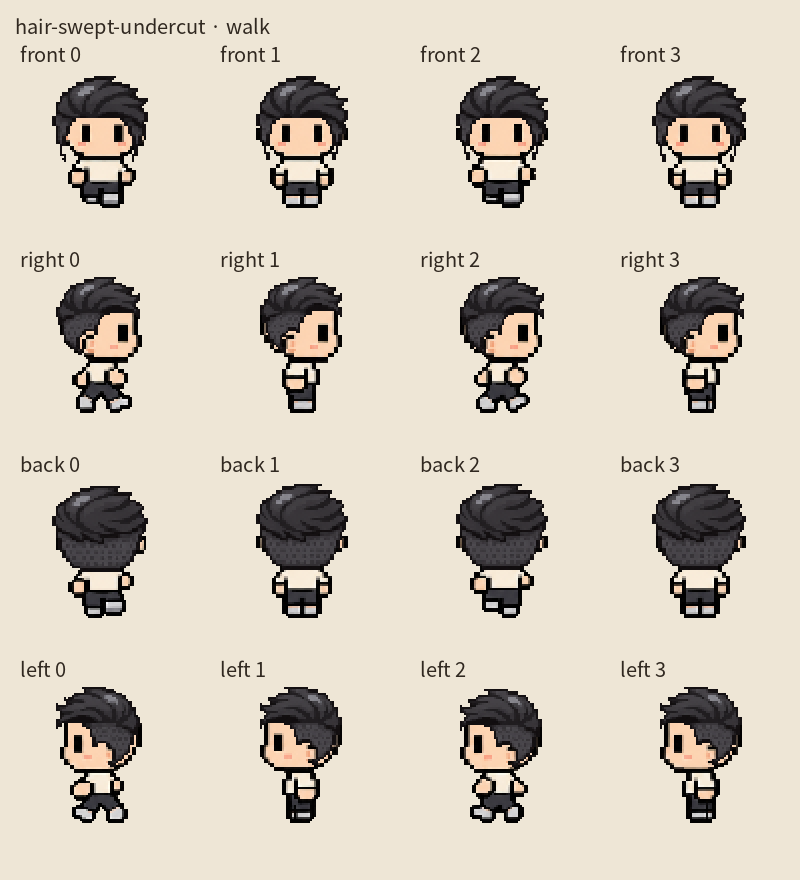 hair-swept-undercut · walk
front 0 front 1 front 2 front 3
right 0 right 1 right 2 right 3
back 0 back 1 back 2 back 3
left 0 left 1 left 2 left 3